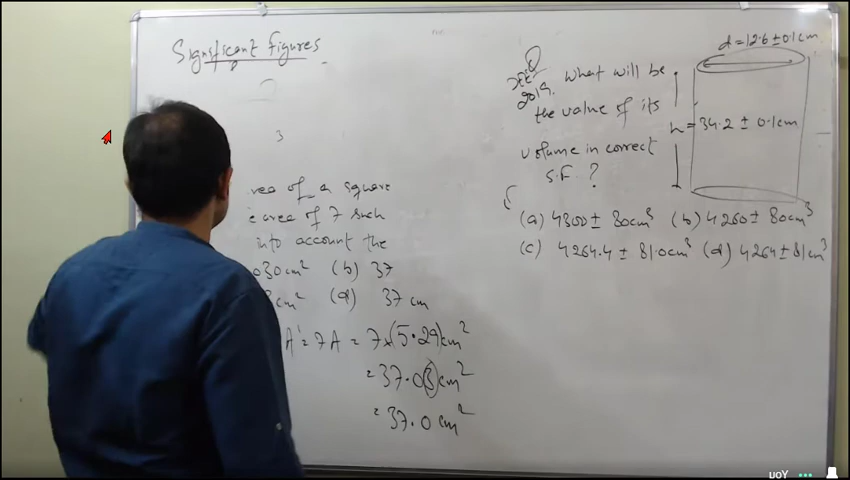 Significant figures
3
rea of a square
e area of 7 such
into account the
030 cm² (b) 37
cm² (d) 37 cm
A' = 7A = 7×(5.29)cm²
= 37.03 cm²
= 37.0 cm²
Q
JEE 2019. What will be
the value of its
volume in correct
S.F. ?
d = 12.6 ± 0.1 cm
h = 34.2 ± 0.1 cm
(a) 4300 ± 80 cm³ (b) 4260 ± 80 cm³
(c) 4264.4 ± 81.0 cm³ (d) 4264 ± 81 cm³